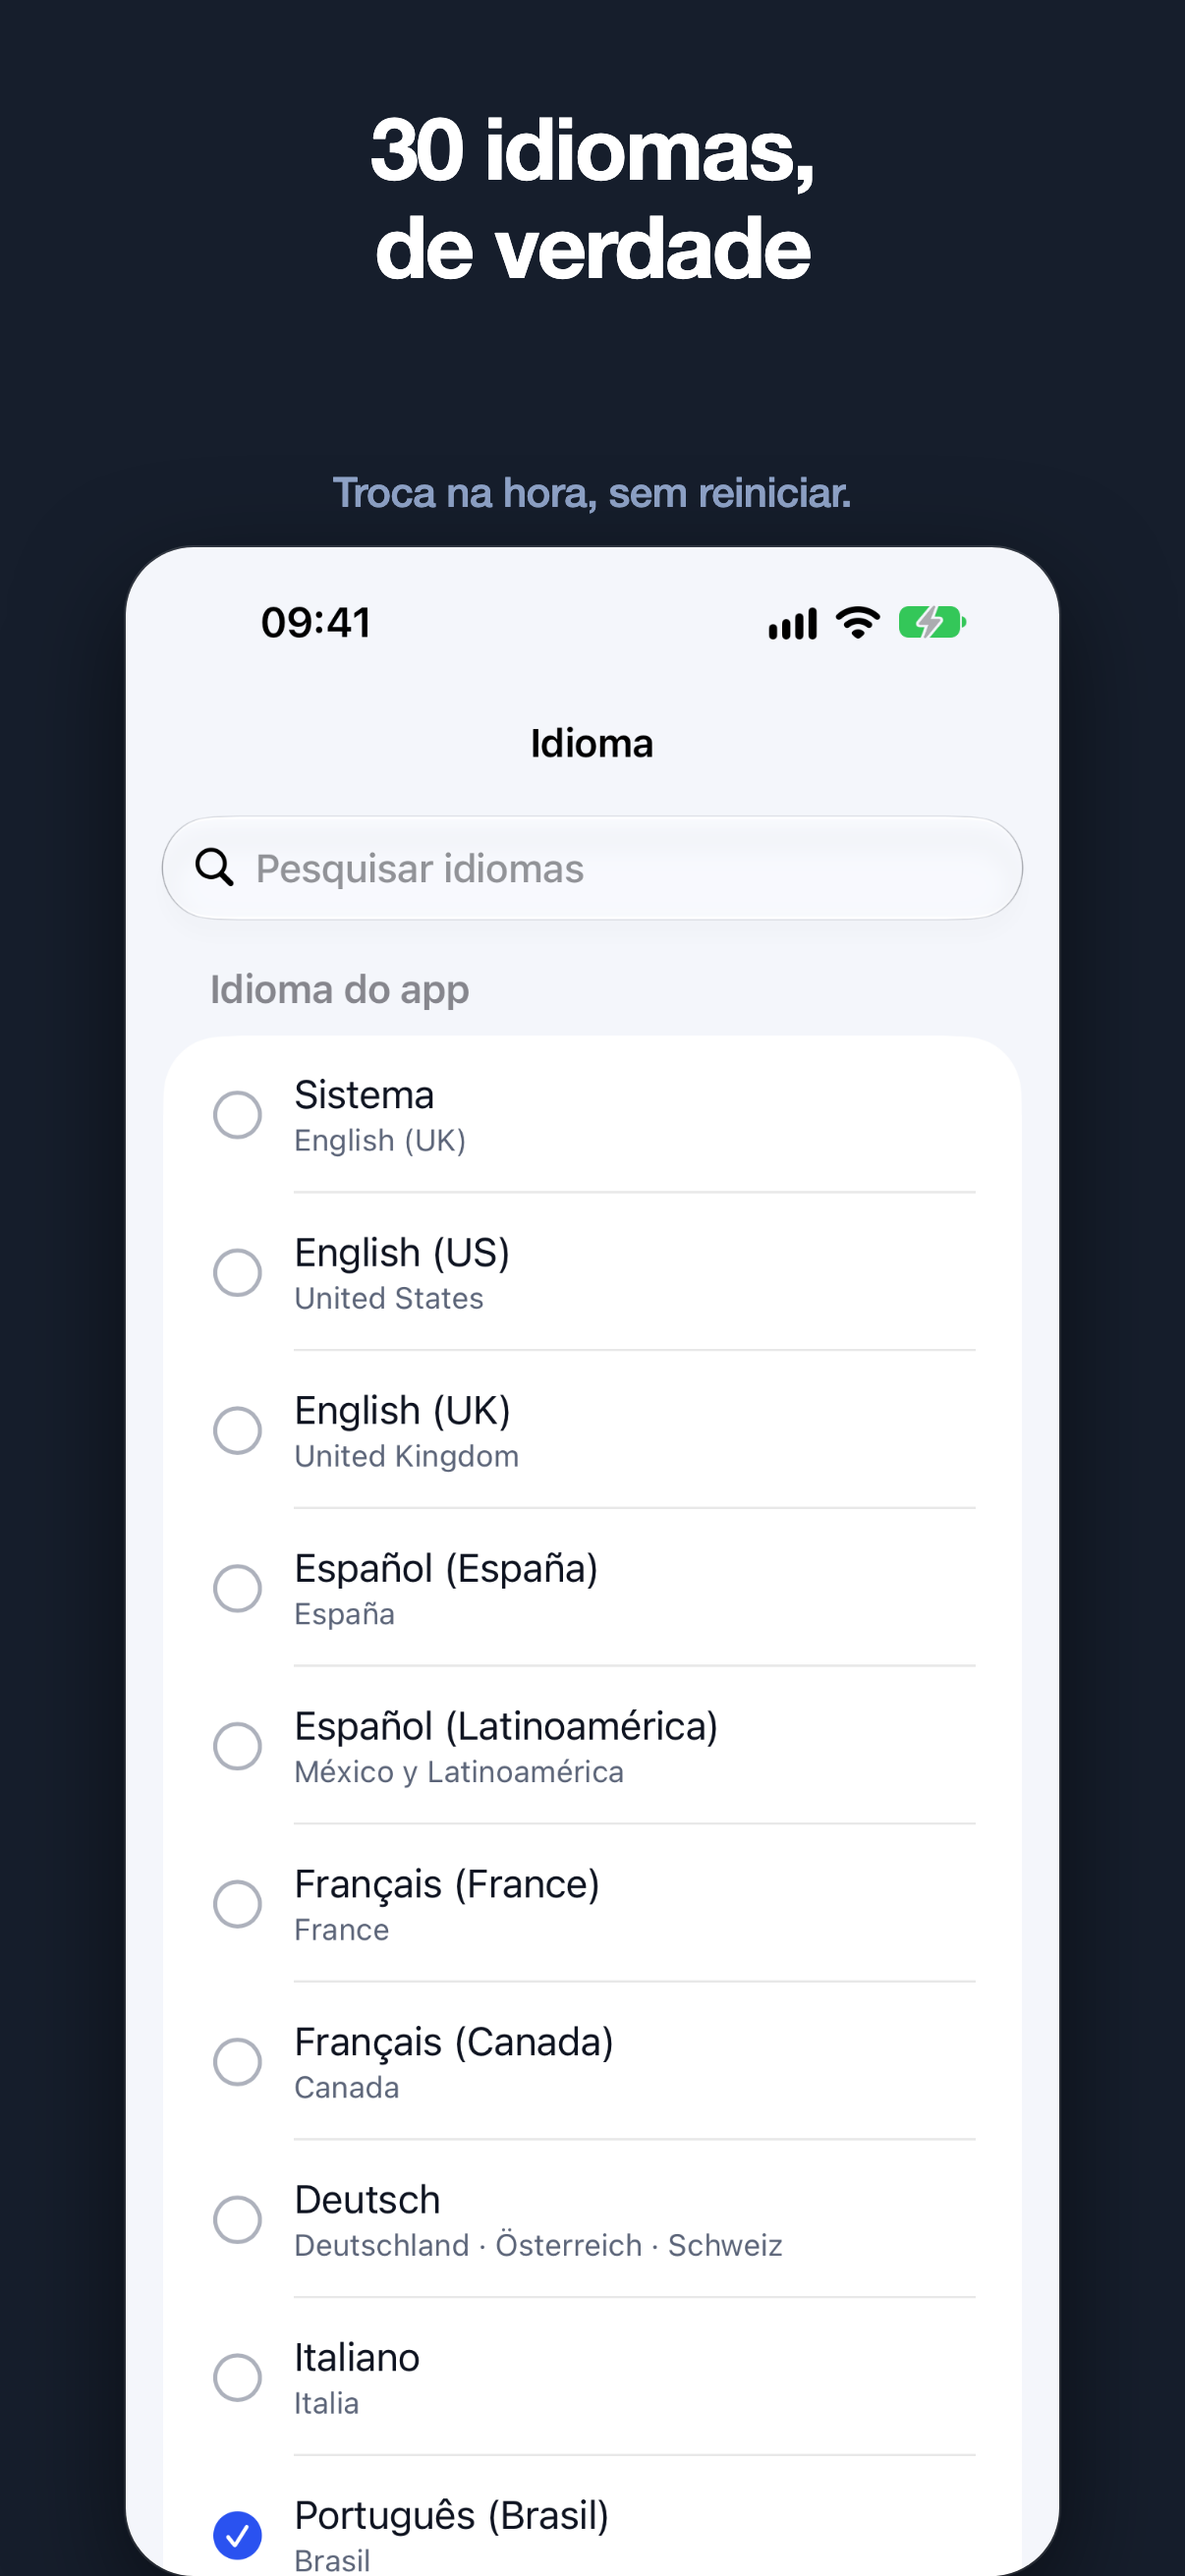 30 idiomas,
de verdade
Troca na hora, sem reiniciar.
09:41
Idioma
Pesquisar idiomas
Idioma do app
Sistema
English (UK)
English (US)
United States
English (UK)
United Kingdom
Español (España)
España
Español (Latinoamérica)
México y Latinoamérica
Français (France)
France
Français (Canada)
Canada
Deutsch
Deutschland · Österreich · Schweiz
Italiano
Italia
Português (Brasil)
Brasil